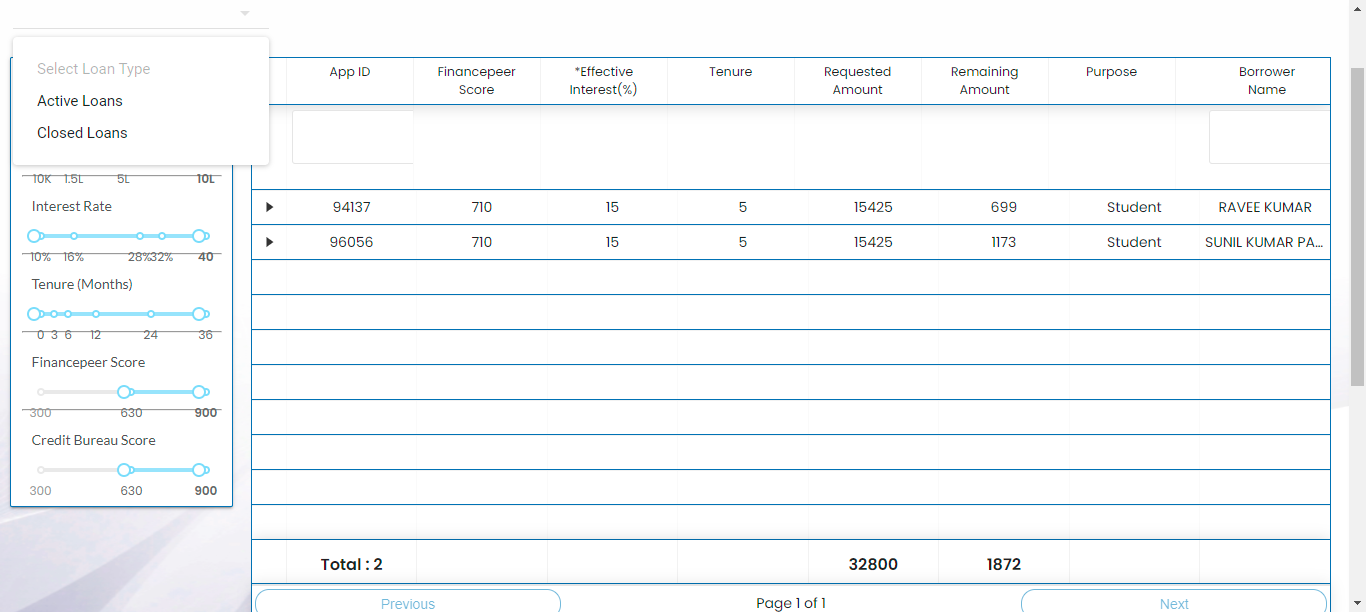 Select Loan Type
Active Loans
Closed Loans
10K 1.5L 5L 10L
Interest Rate
10% 16% 28% 32% 40
Tenure (Months)
0 3 6 12 24 36
Financepeer Score
300 630 900
Credit Bureau Score
300 630 900
App ID Financepeer Score *Effective Interest(%) Tenure Requested Amount Remaining Amount Purpose Borrower Name
94137 710 15 5 15425 699 Student RAVEE KUMAR
96056 710 15 5 15425 1173 Student SUNIL KUMAR PA...
Total : 2 32800 1872
Previous Page 1 of 1 Next